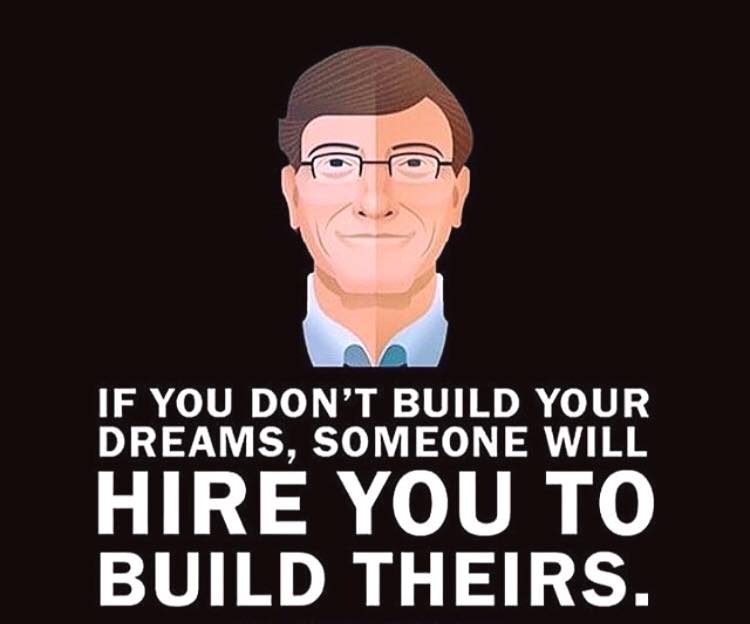 IF YOU DON’T BUILD YOUR
DREAMS, SOMEONE WILL
HIRE YOU TO
BUILD THEIRS.